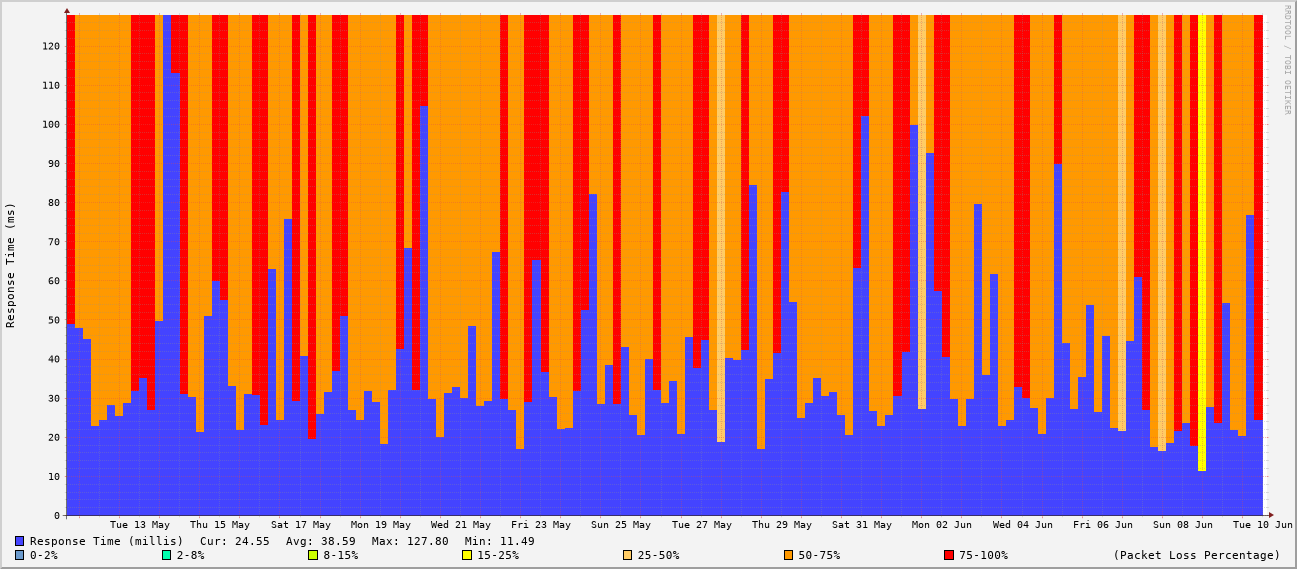 RRDTOOL / TOBI OETIKER
Response Time (ms)
120
110
100
90
80
70
60
50
40
30
20
10
0
Tue 13 May Thu 15 May Sat 17 May Mon 19 May Wed 21 May Fri 23 May Sun 25 May Tue 27 May Thu 29 May Sat 31 May Mon 02 Jun Wed 04 Jun Fri 06 Jun Sun 08 Jun Tue 10 Jun
Response Time (millis) Cur: 24.55 Avg: 38.59 Max: 127.80 Min: 11.49
0-2% 2-8% 8-15% 15-25% 25-50% 50-75% 75-100% (Packet Loss Percentage)